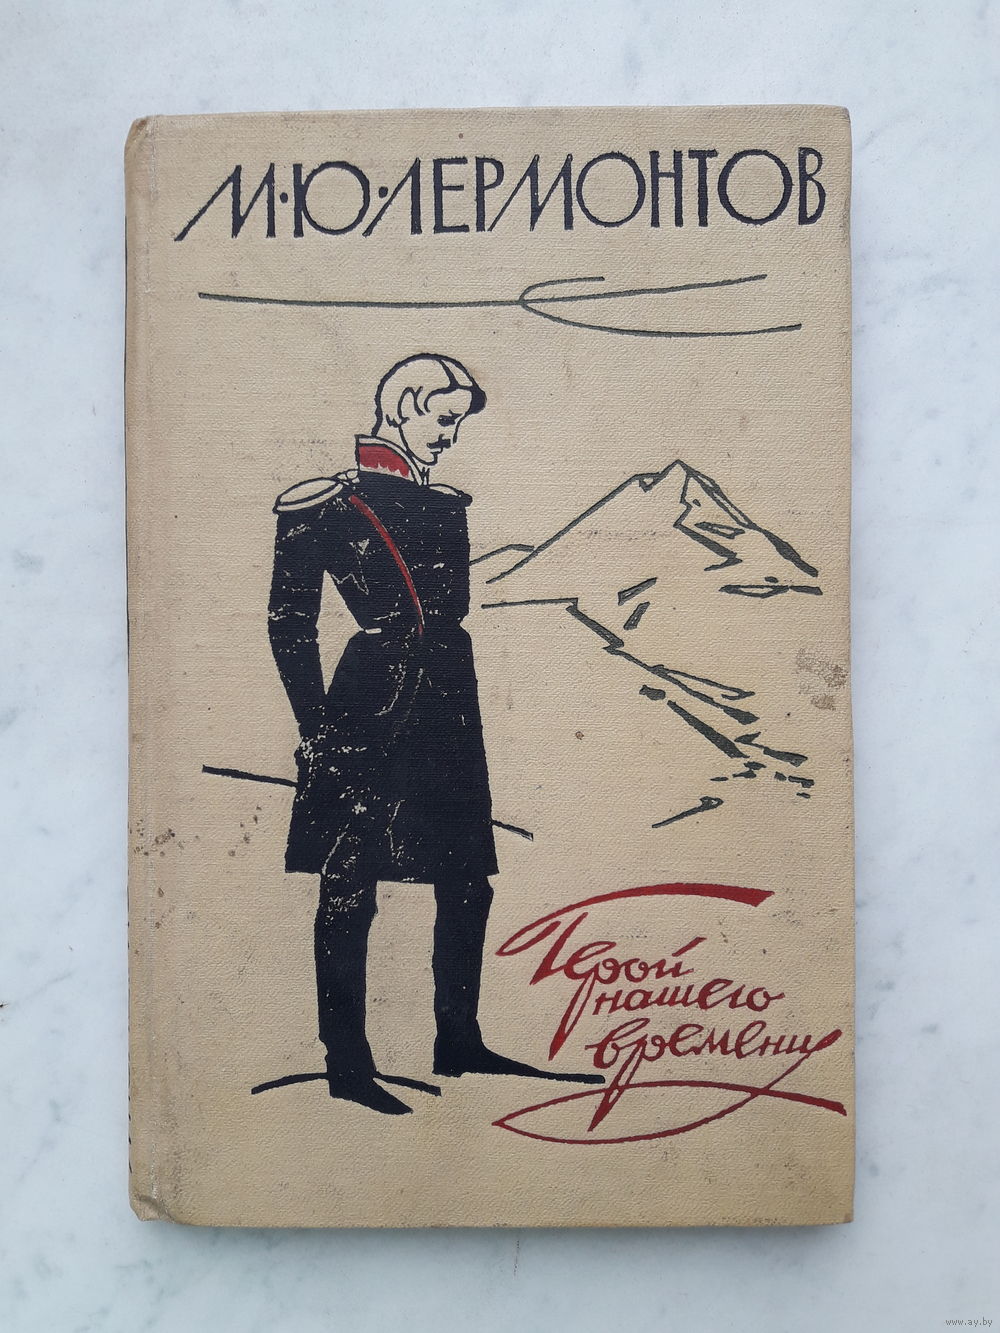 М·Ю·ЛЕРМОНТОВ
Герой
нашего
времени
www.ay.by